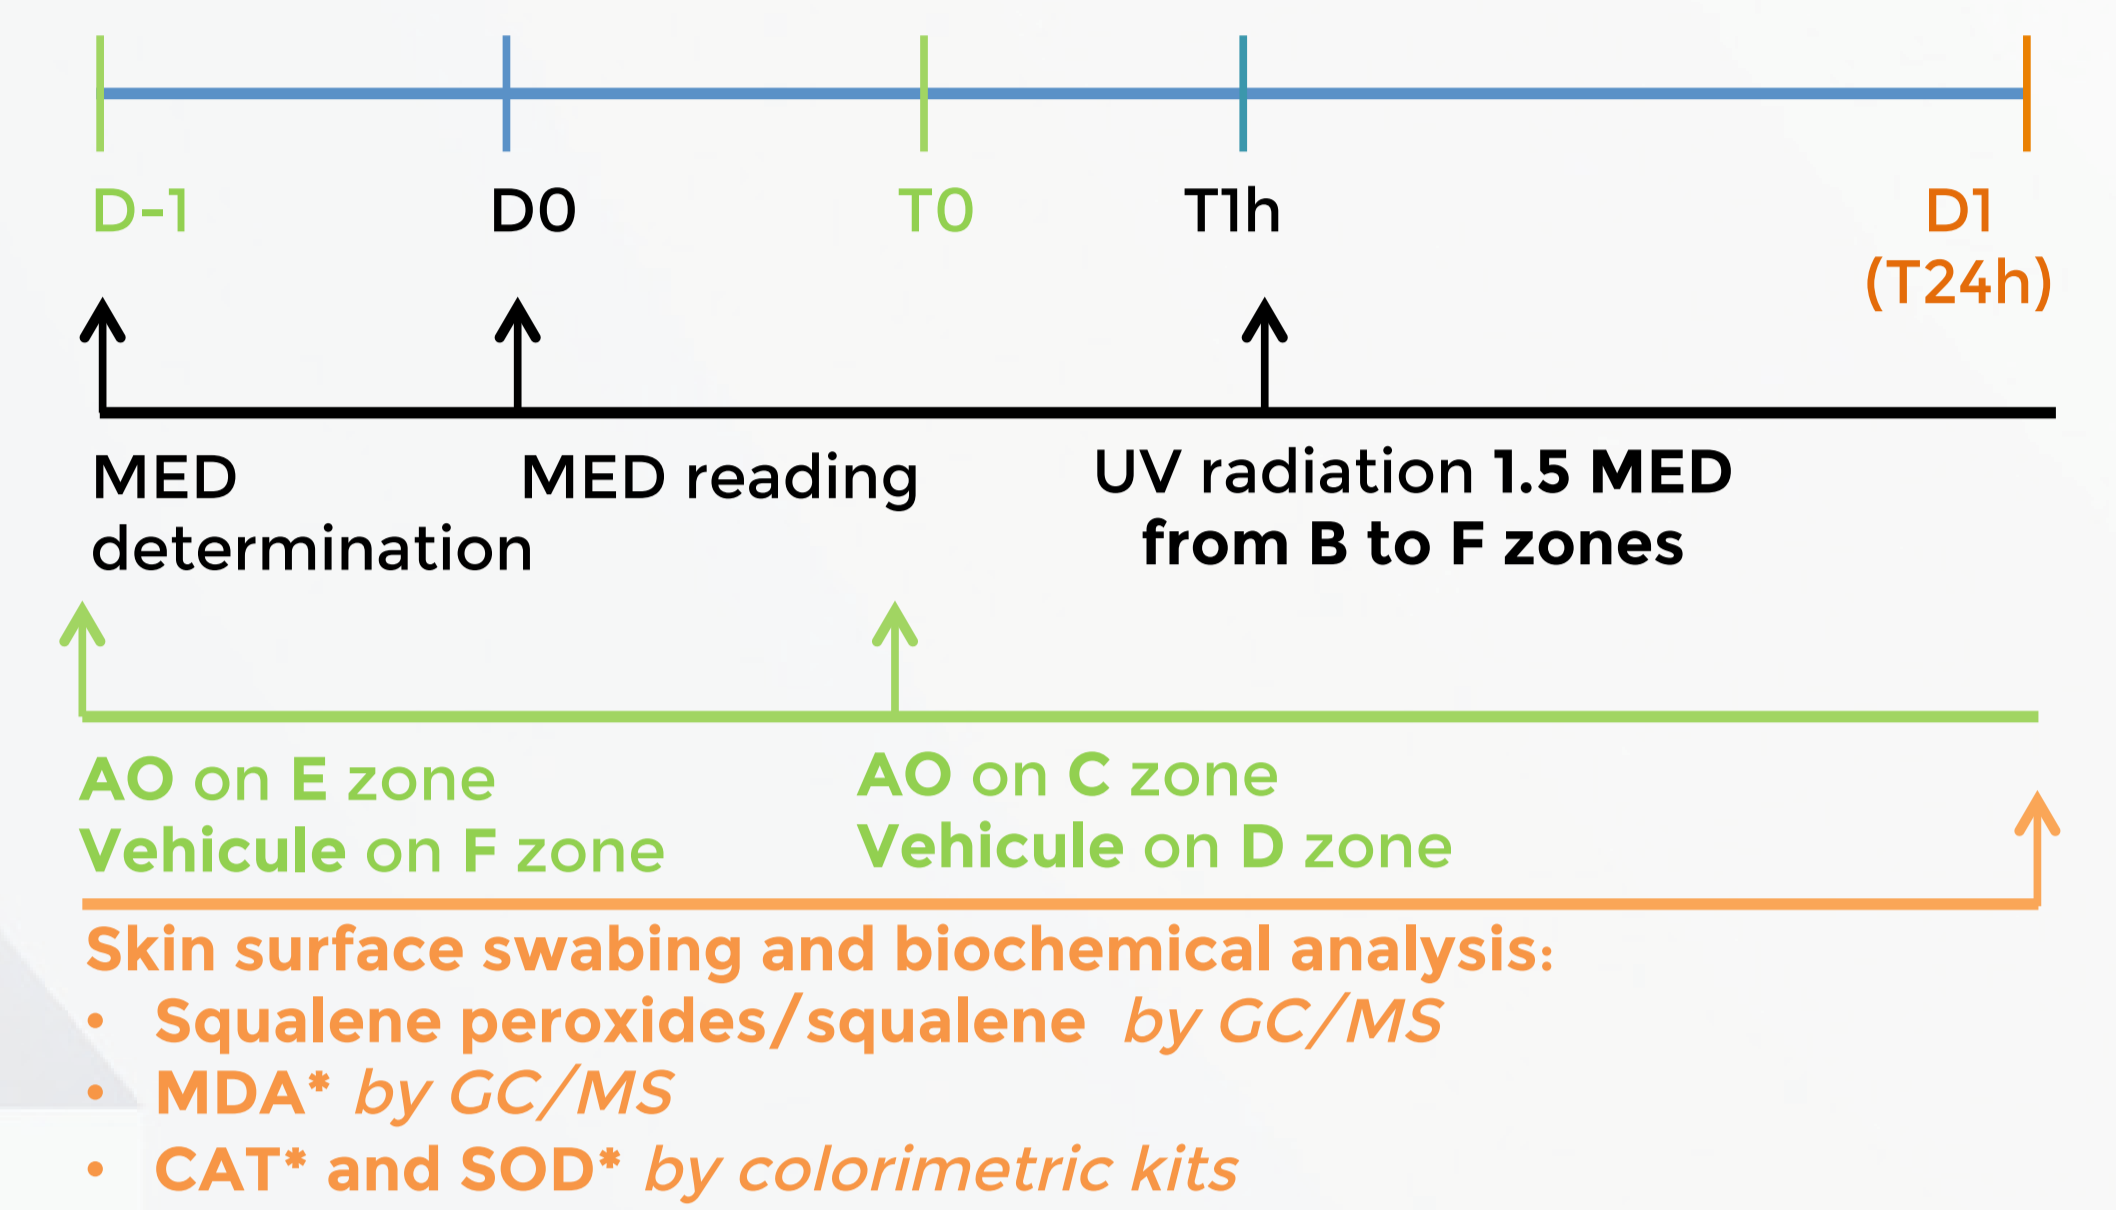 D-1
D0
T0
T1h
D1
(T24h)
MED
determination
MED reading
UV radiation 1.5 MED
from B to F zones
AO on E zone
Vehicule on F zone
AO on C zone
Vehicule on D zone
Skin surface swabing and biochemical analysis:
• Squalene peroxides/squalene by GC/MS
• MDA* by GC/MS
• CAT* and SOD* by colorimetric kits